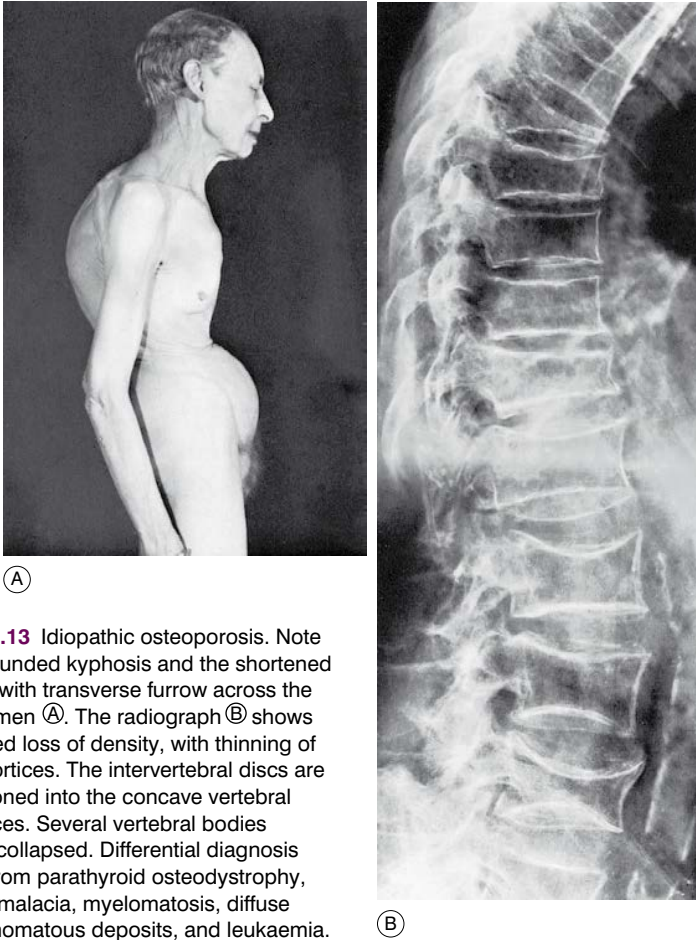 Ⓐ
.13 Idiopathic osteoporosis. Note
unded kyphosis and the shortened
with transverse furrow across the
men Ⓐ. The radiograph Ⓑ shows
ed loss of density, with thinning of
ortices. The intervertebral discs are
oned into the concave vertebral
ces. Several vertebral bodies
collapsed. Differential diagnosis
rom parathyroid osteodystrophy,
malacia, myelomatosis, diffuse
nomatous deposits, and leukaemia.
Ⓑ